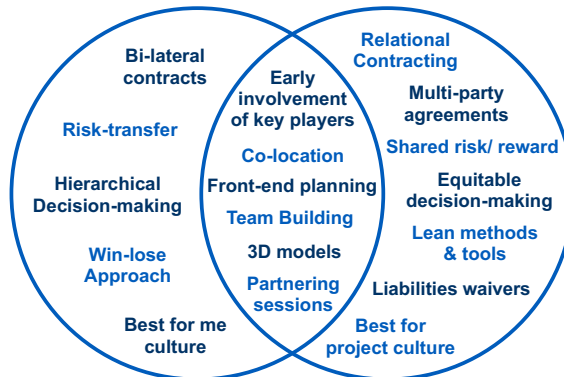 Bi-lateral
contracts
Risk-transfer
Hierarchical
Decision-making
Win-lose
Approach
Best for me
culture
Early
involvement
of key players
Co-location
Front-end planning
Team Building
3D models
Partnering
sessions
Relational
Contracting
Multi-party
agreements
Shared risk/ reward
Equitable
decision-making
Lean methods
& tools
Liabilities waivers
Best for
project culture